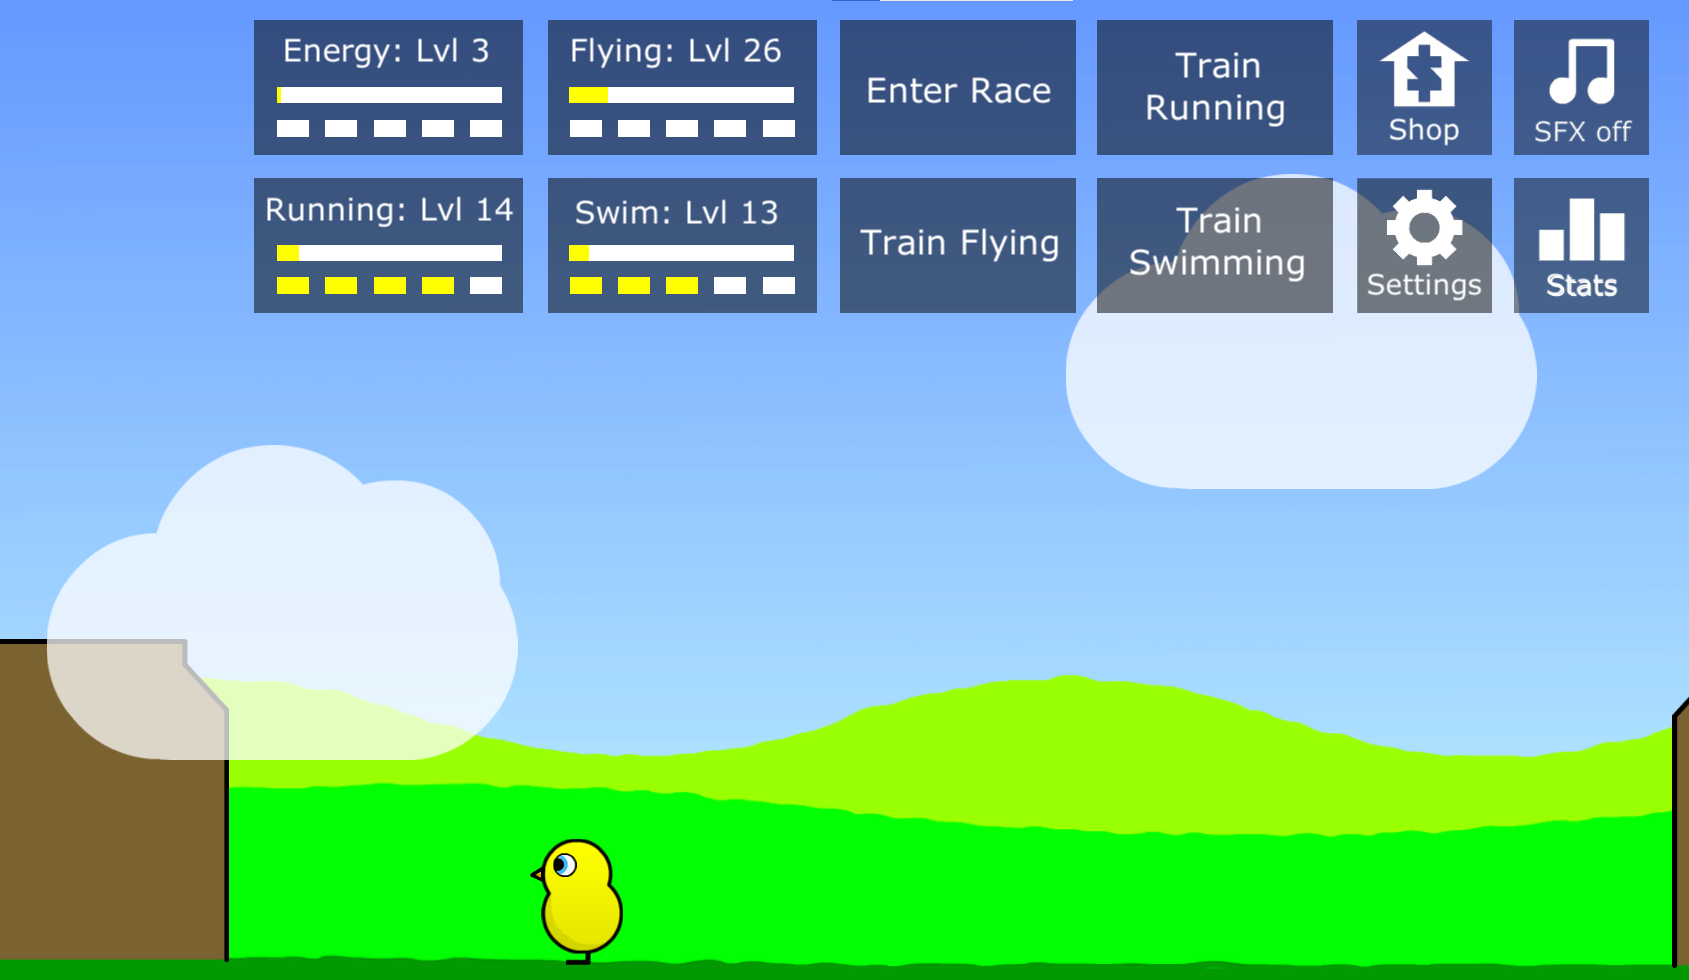 Energy: Lvl 3
Flying: Lvl 26
Enter Race
Train
Running
Shop
SFX off
Running: Lvl 14
Swim: Lvl 13
Train Flying
Train
Swimming
Settings
Stats